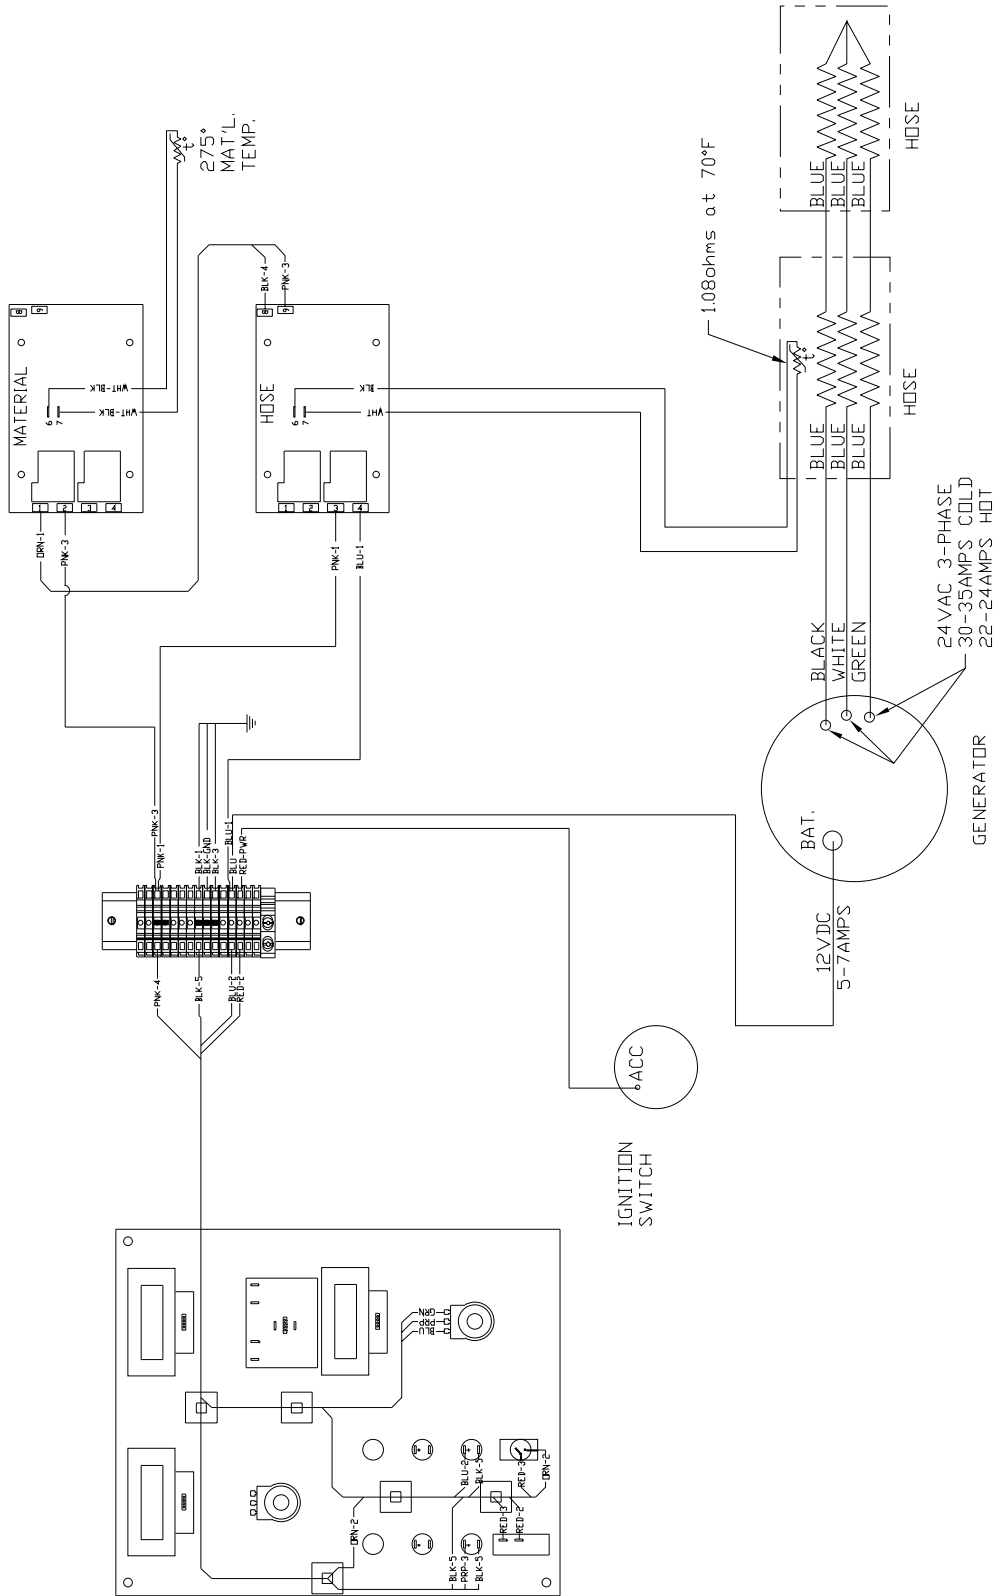 275°
MAT'L.
TEMP.
t°
MATERIAL
8
9
WHT-BLK
WHT-BLK
6
7
1
2
3
4
ORN-1
PNK-3
BLK-4
PNK-3
HOSE
8
9
BLK
WHT
6
7
1
2
3
4
PNK-1
BLU-1
1.08ohms at 70°F
t°
HOSE
BLUE
BLUE
BLUE
HOSE
BLUE
BLUE
BLUE
24VAC 3-PHASE
30-35AMPS COLD
22-24AMPS HOT
BLACK
WHITE
GREEN
GENERATOR
BAT.
12VDC
5-7AMPS
PNK-3
PNK-1
BLK-1
BLK-GND
BLK-3
BLU-1
BLU
RED-PWR
PNK-4
BLK-5
BLU-2
RED-2
ACC
IGNITION
SWITCH
GRN
PRP
BLU
BLU-2
BLK-5
RED-3
ORN-2
ORN-2
RED-3
RED-2
BLK-5
PRP-3
BLK-5